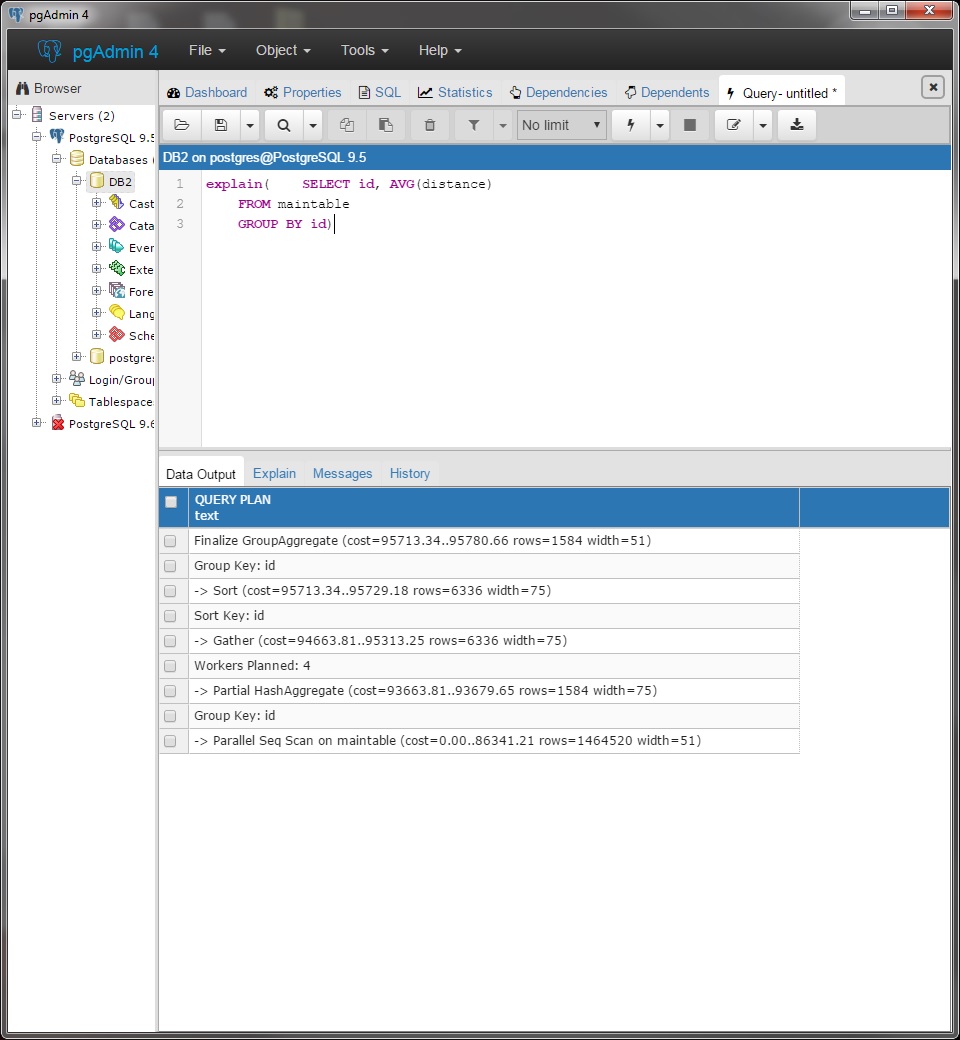 pgAdmin 4
pgAdmin 4 File Object Tools Help
Browser
Servers (2)
PostgreSQL 9.5
Databases (
DB2
Cast
Cata
Ever
Exte
Fore
Lang
Sche
postgres
Login/Grou
Tablespace
PostgreSQL 9.6
Dashboard Properties SQL Statistics Dependencies Dependents Query- untitled *
No limit
DB2 on postgres@PostgreSQL 9.5
1 explain( SELECT id, AVG(distance)
2 FROM maintable
3 GROUP BY id)
Data Output Explain Messages History
QUERY PLAN
text
Finalize GroupAggregate (cost=95713.34..95780.66 rows=1584 width=51)
Group Key: id
-> Sort (cost=95713.34..95729.18 rows=6336 width=75)
Sort Key: id
-> Gather (cost=94663.81..95313.25 rows=6336 width=75)
Workers Planned: 4
-> Partial HashAggregate (cost=93663.81..93679.65 rows=1584 width=75)
Group Key: id
-> Parallel Seq Scan on maintable (cost=0.00..86341.21 rows=1464520 width=51)